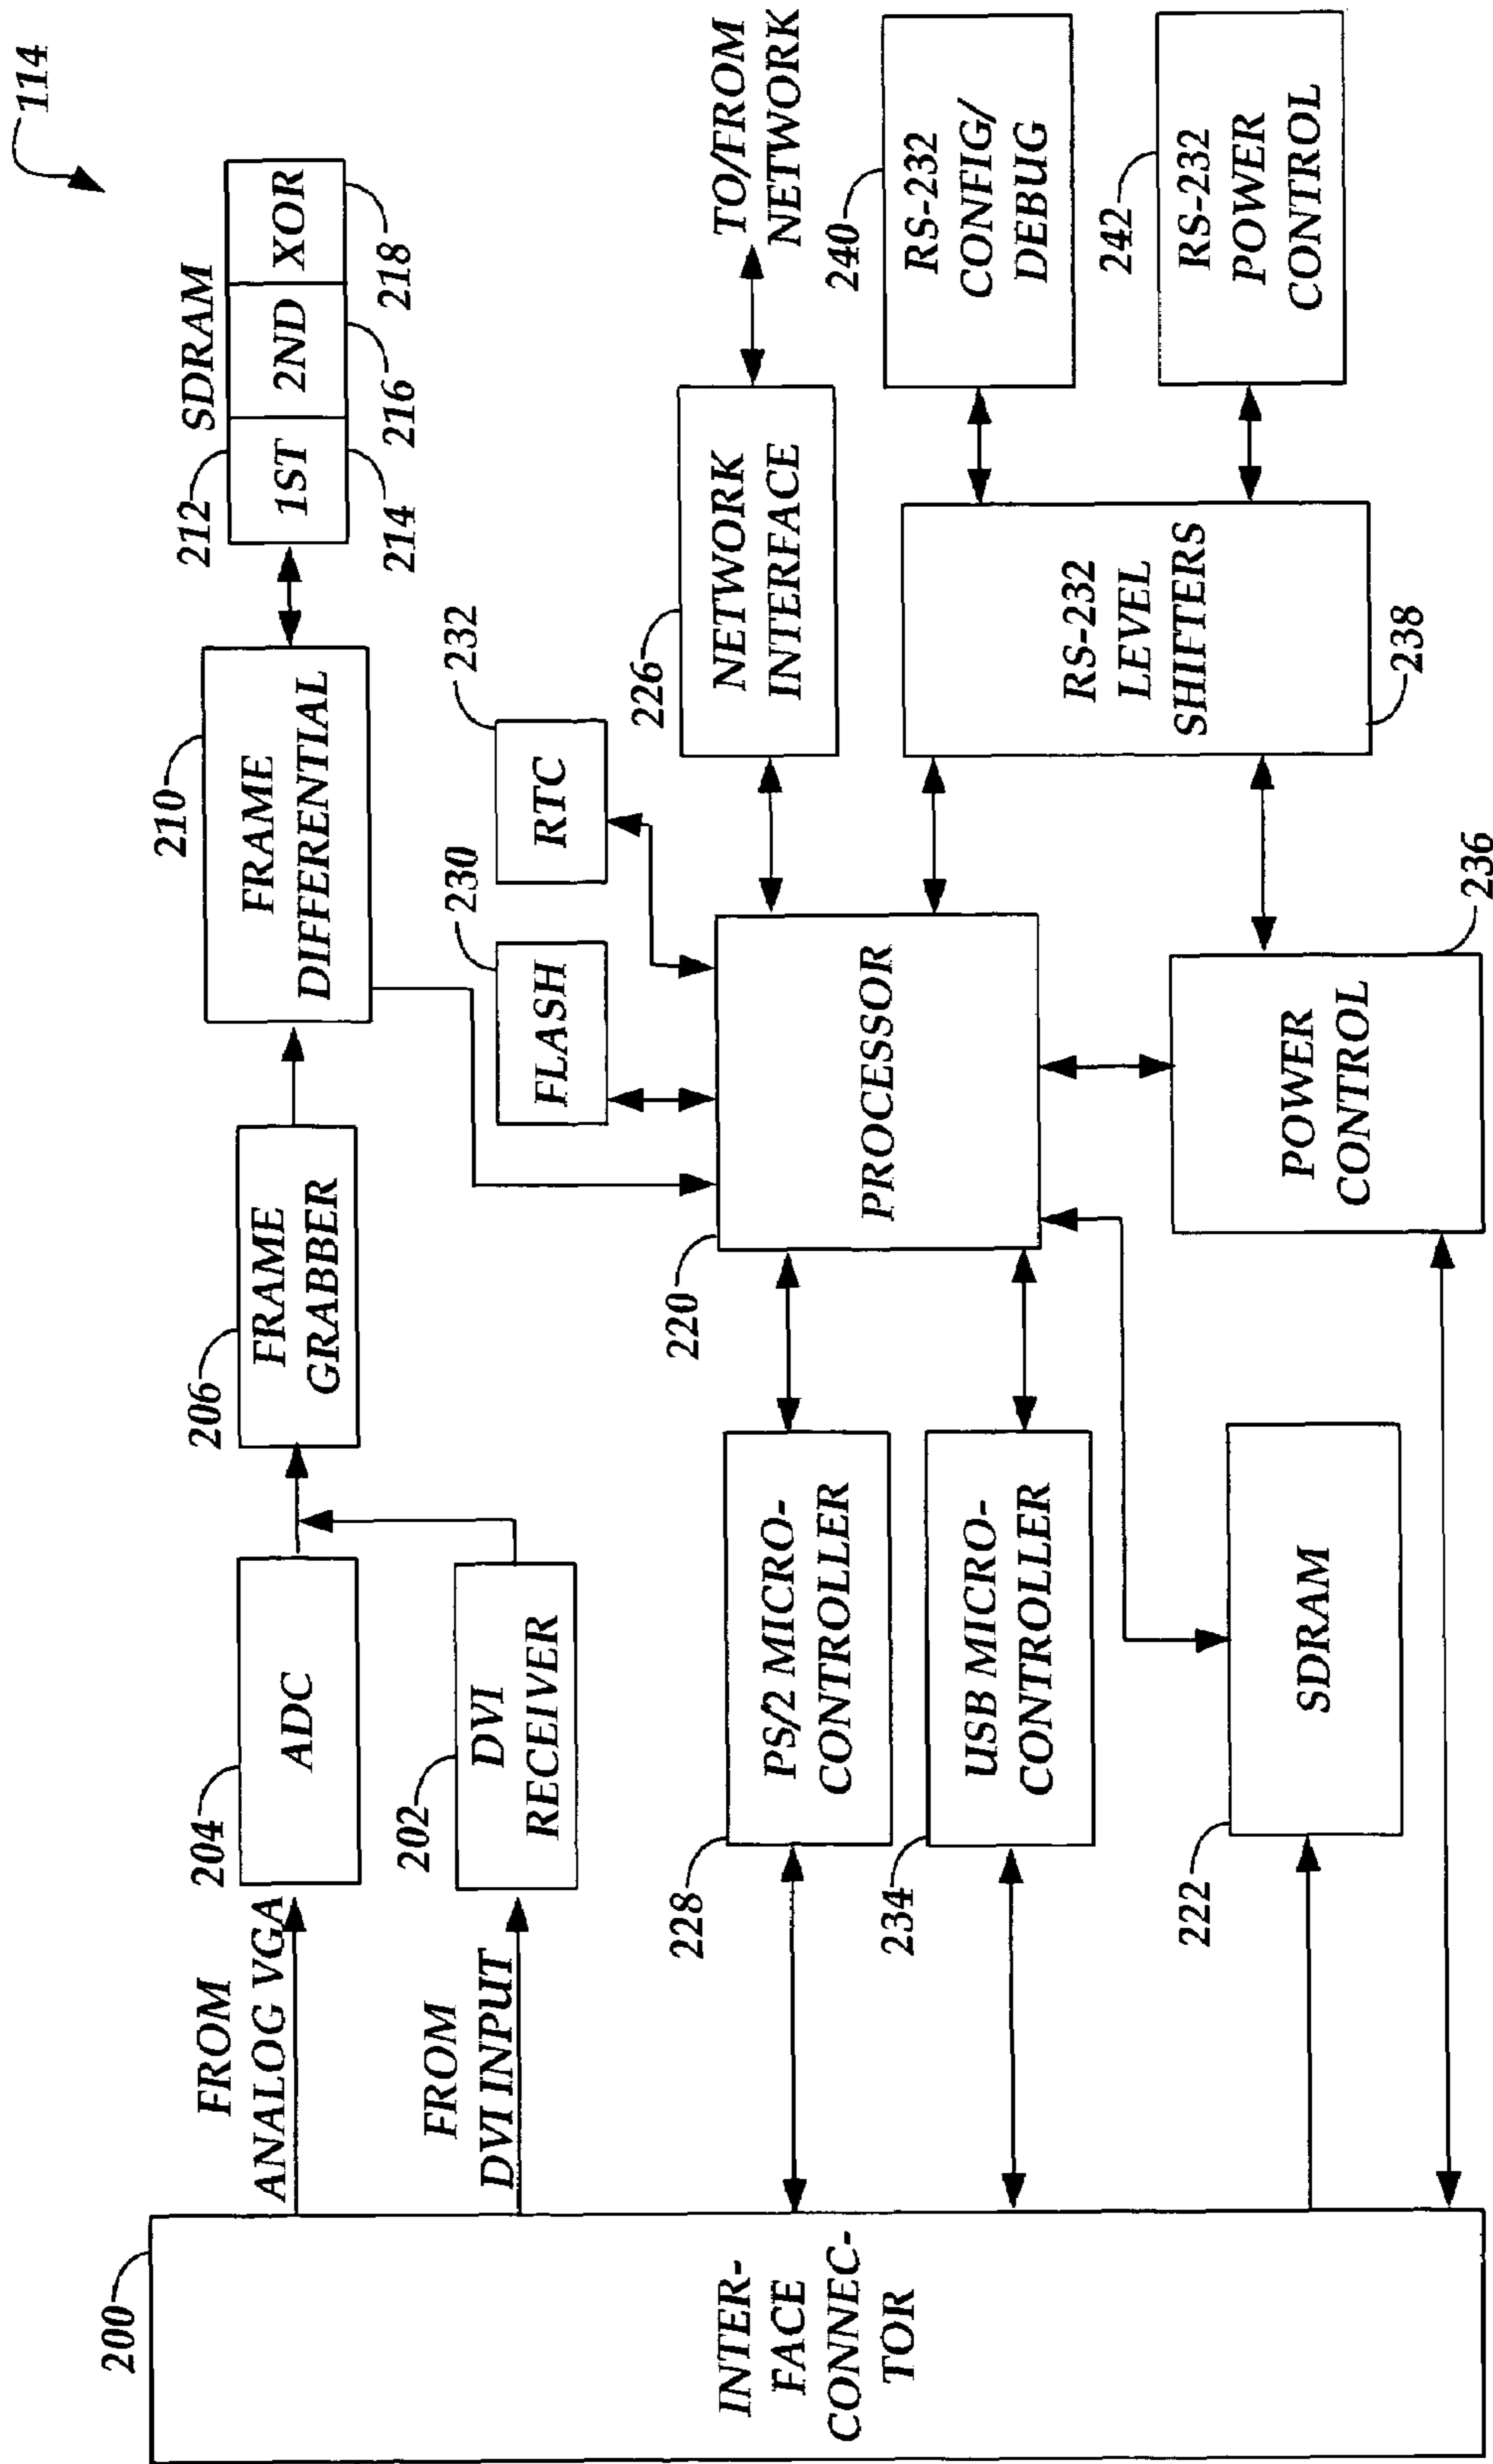 114
SDRAM
212
1ST
2ND
XOR
214
216
218
210
FRAME
DIFFERENTIAL
206
FRAME
GRABBER
204
ADC
FROM
ANALOG VGA
202
DVI
RECEIVER
FROM
DVI INPUT
200
INTER-
FACE
CONNEC-
TOR
230
FLASH
232
RTC
220
PROCESSOR
226
NETWORK
INTERFACE
TO/FROM
NETWORK
228
PS/2 MICRO-
CONTROLLER
234
USB MICRO-
CONTROLLER
222
SDRAM
236
POWER
CONTROL
238
RS-232
LEVEL
SHIFTERS
240
RS-232
CONFIG/
DEBUG
242
RS-232
POWER
CONTROL